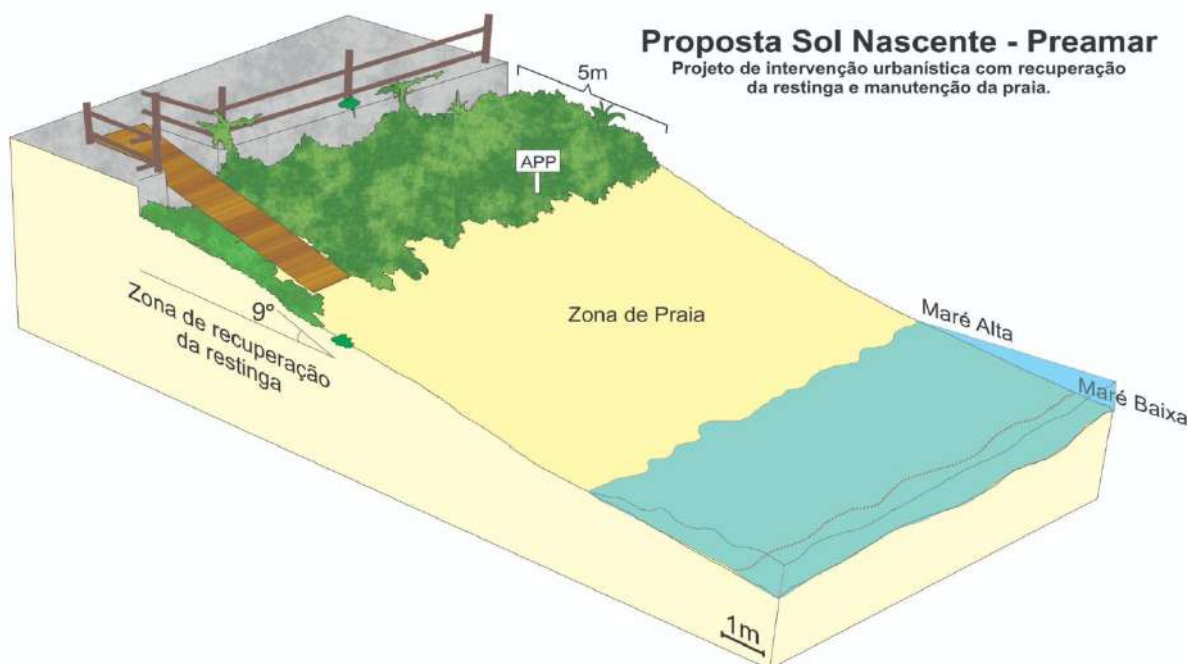 Proposta Sol Nascente - Preamar
Projeto de intervenção urbanística com recuperação
da restinga e manutenção da praia.
5m
APP
Zona de Praia
9º
Zona de recuperação
da restinga
Maré Alta
Maré Baixa
1m